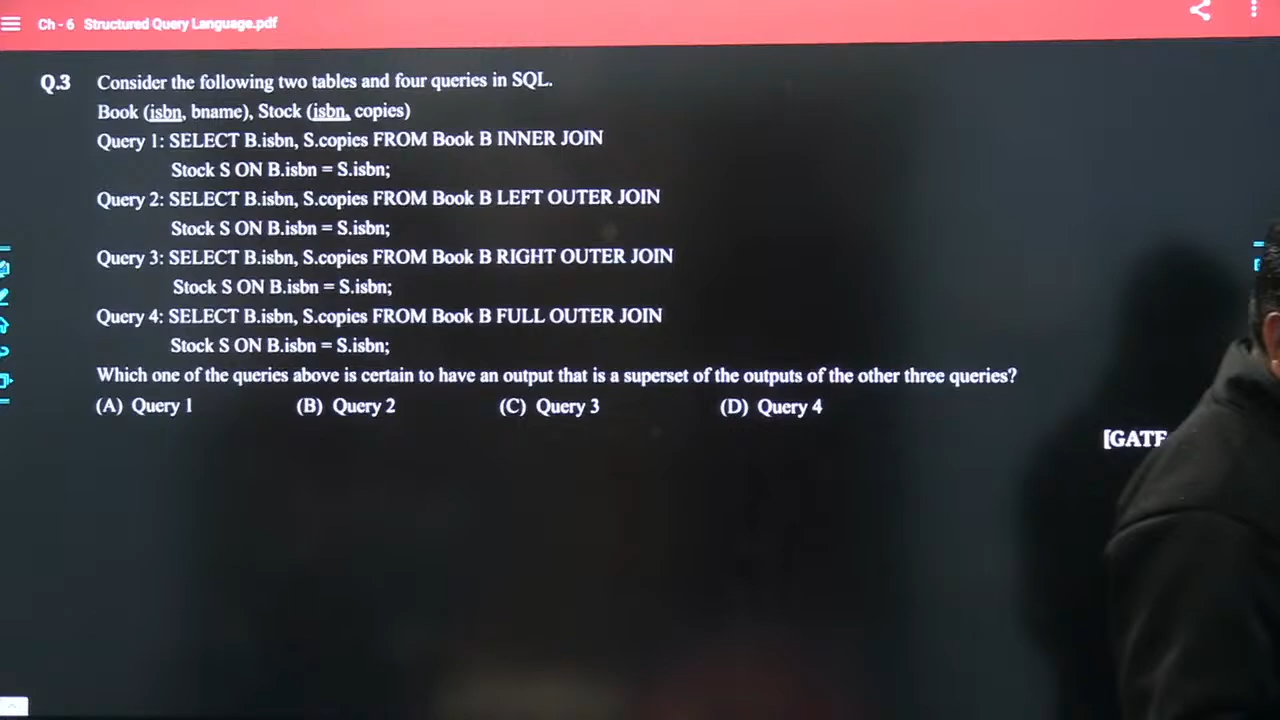 Ch - 6 Structured Query Language.pdf
Q.3 Consider the following two tables and four queries in SQL.
Book (isbn, bname), Stock (isbn, copies)
Query 1: SELECT B.isbn, S.copies FROM Book B INNER JOIN
Stock S ON B.isbn = S.isbn;
Query 2: SELECT B.isbn, S.copies FROM Book B LEFT OUTER JOIN
Stock S ON B.isbn = S.isbn;
Query 3: SELECT B.isbn, S.copies FROM Book B RIGHT OUTER JOIN
Stock S ON B.isbn = S.isbn;
Query 4: SELECT B.isbn, S.copies FROM Book B FULL OUTER JOIN
Stock S ON B.isbn = S.isbn;
Which one of the queries above is certain to have an output that is a superset of the outputs of the other three queries?
(A) Query 1 (B) Query 2 (C) Query 3 (D) Query 4
[GATE